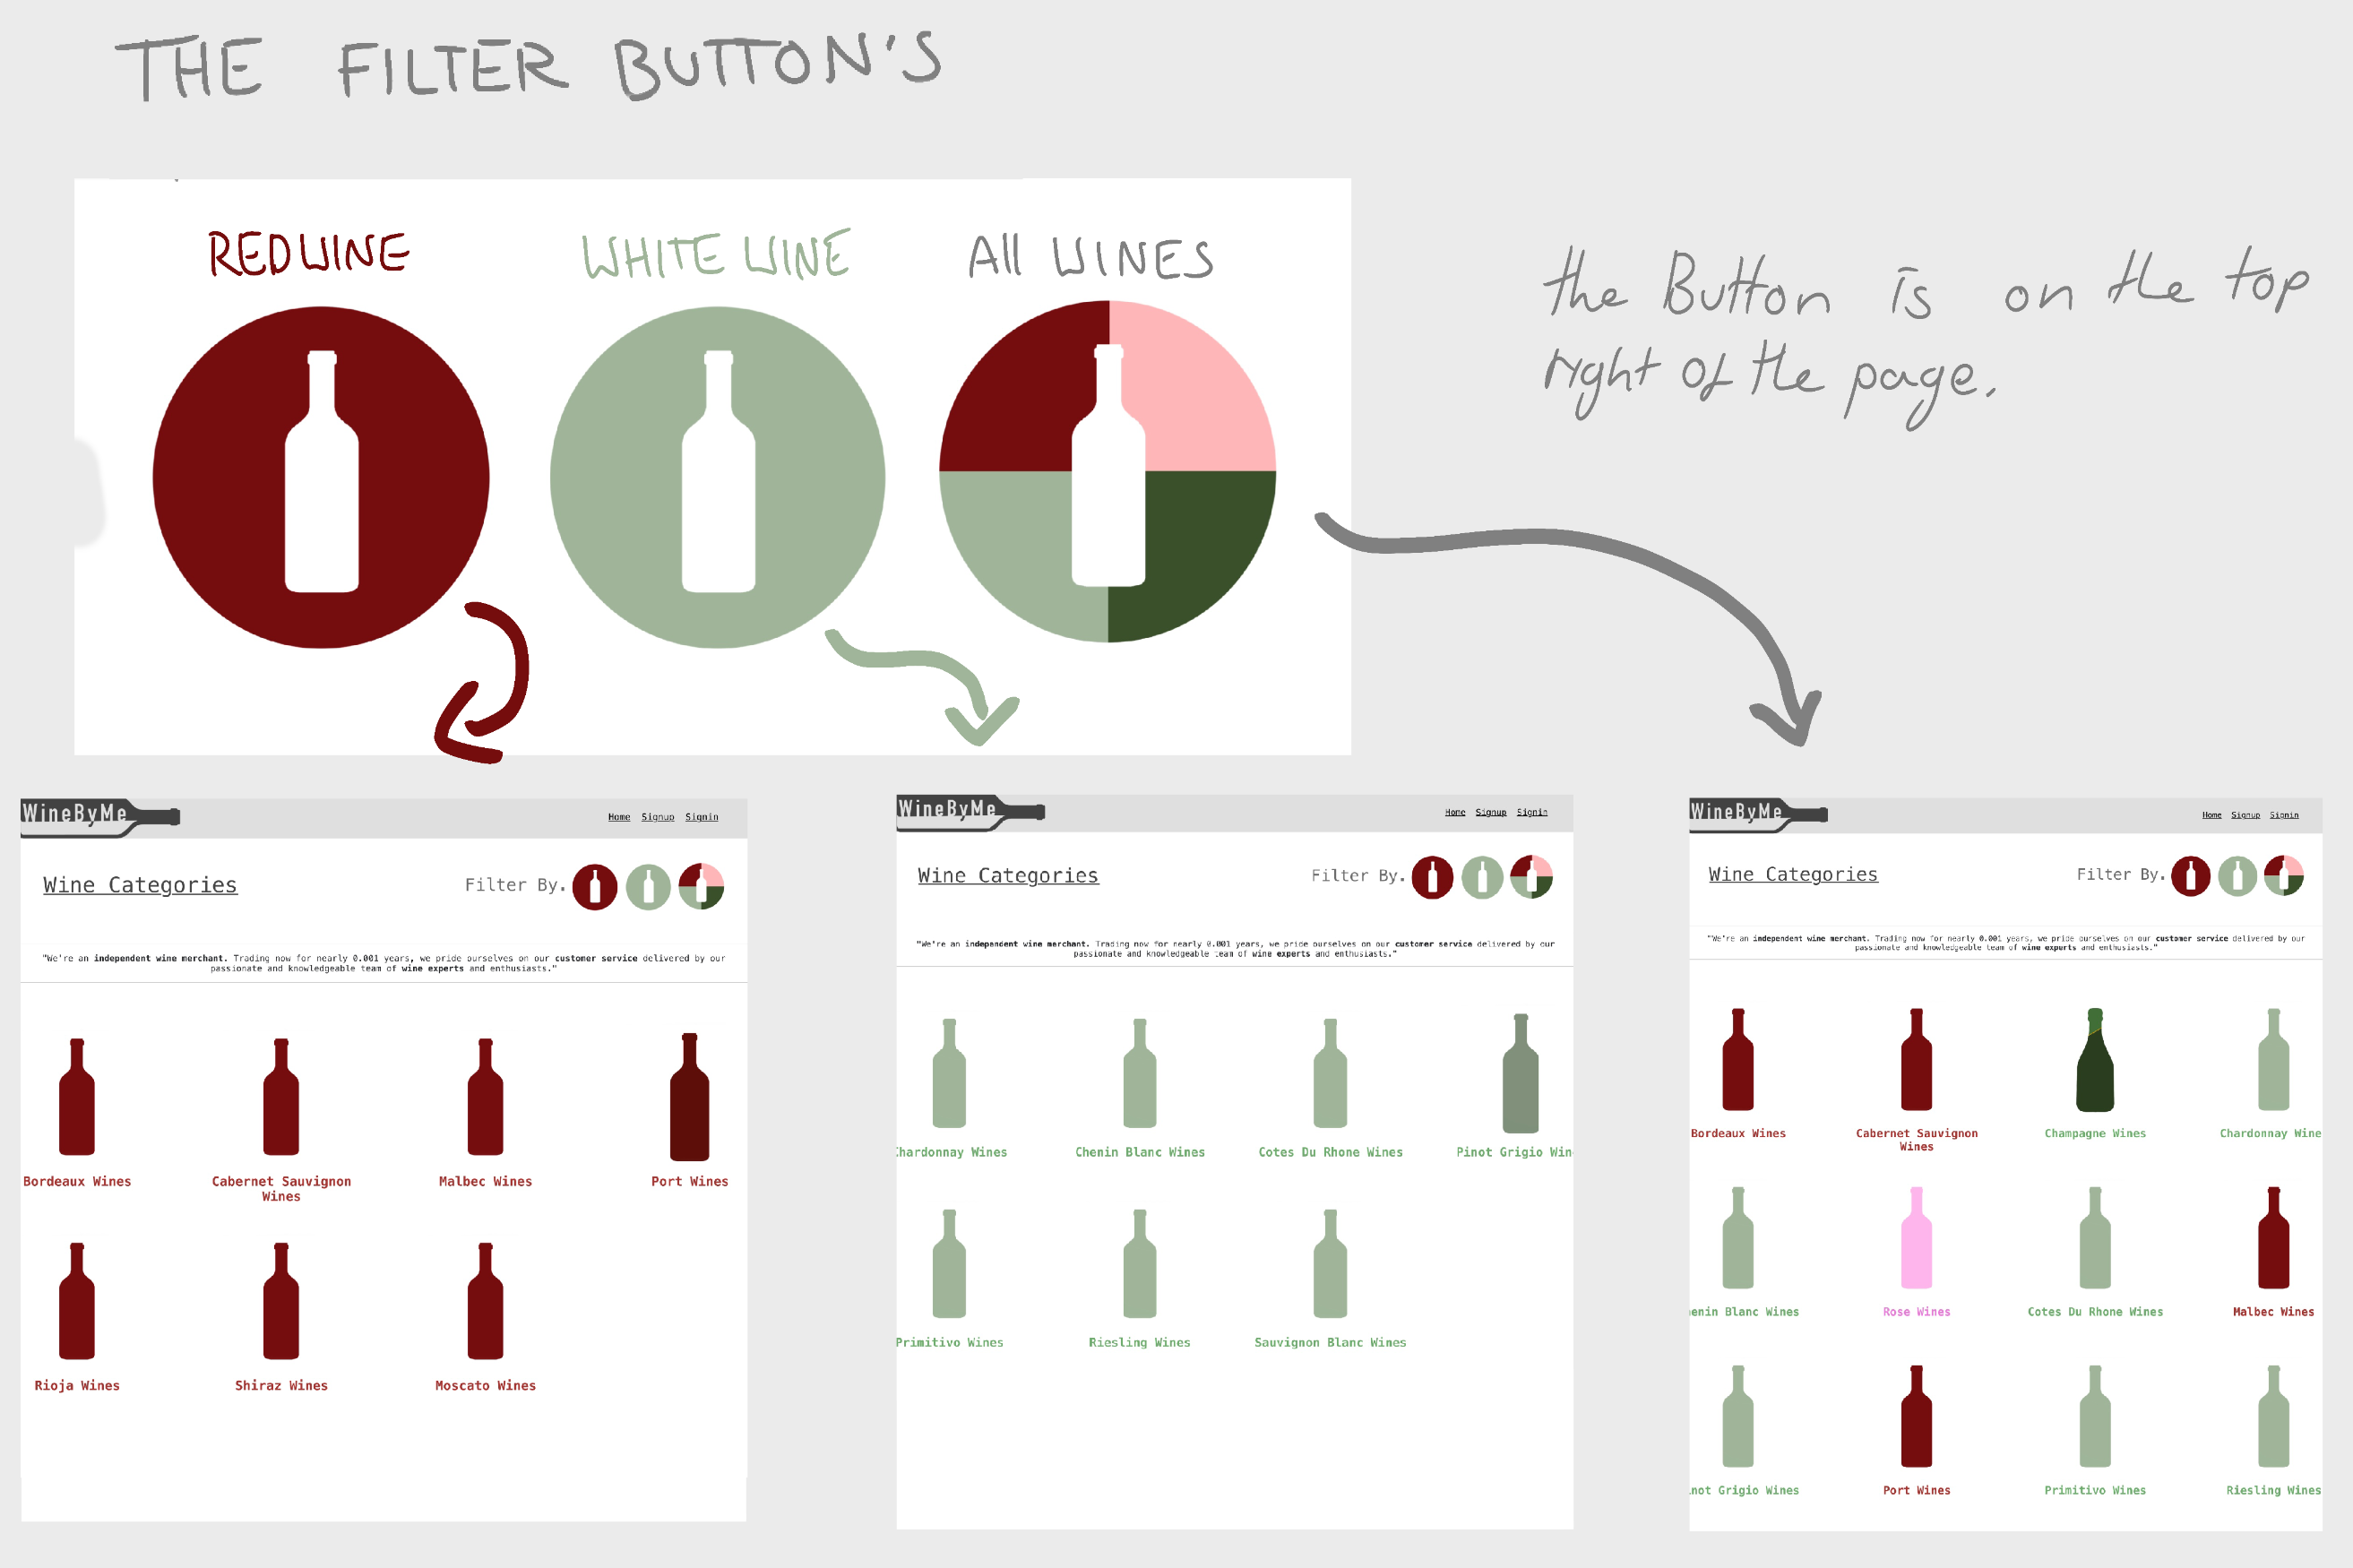 THE FILTER BUTTON'S
REDWINE
WHITE WINE
All WINES
the Button is on the top
right of the page.
WineByMe
Home Signup Signin
Wine Categories
Filter By.
"We're an independent wine merchant. Trading now for nearly 0.001 years, we pride ourselves on our customer service delivered by our
passionate and knowledgeable team of wine experts and enthusiasts."
Bordeaux Wines
Cabernet Sauvignon
Wines
Malbec Wines
Port Wines
Rioja Wines
Shiraz Wines
Moscato Wines
WineByMe
Home Signup Signin
Wine Categories
Filter By.
"We're an independent wine merchant. Trading now for nearly 0.001 years, we pride ourselves on our customer service delivered by our
passionate and knowledgeable team of wine experts and enthusiasts."
hardonnay Wines
Chenin Blanc Wines
Cotes Du Rhone Wines
Pinot Grigio Win
Primitivo Wines
Riesling Wines
Sauvignon Blanc Wines
WineByMe
Home Signup Signin
Wine Categories
Filter By.
"We're an independent wine merchant. Trading now for nearly 0.001 years, we pride ourselves on our customer service delivered by our
passionate and knowledgeable team of wine experts and enthusiasts."
Bordeaux Wines
Cabernet Sauvignon
Wines
Champagne Wines
Chardonnay Wine
enin Blanc Wines
Rose Wines
Cotes Du Rhone Wines
Malbec Wines
not Grigio Wines
Port Wines
Primitivo Wines
Riesling Wines